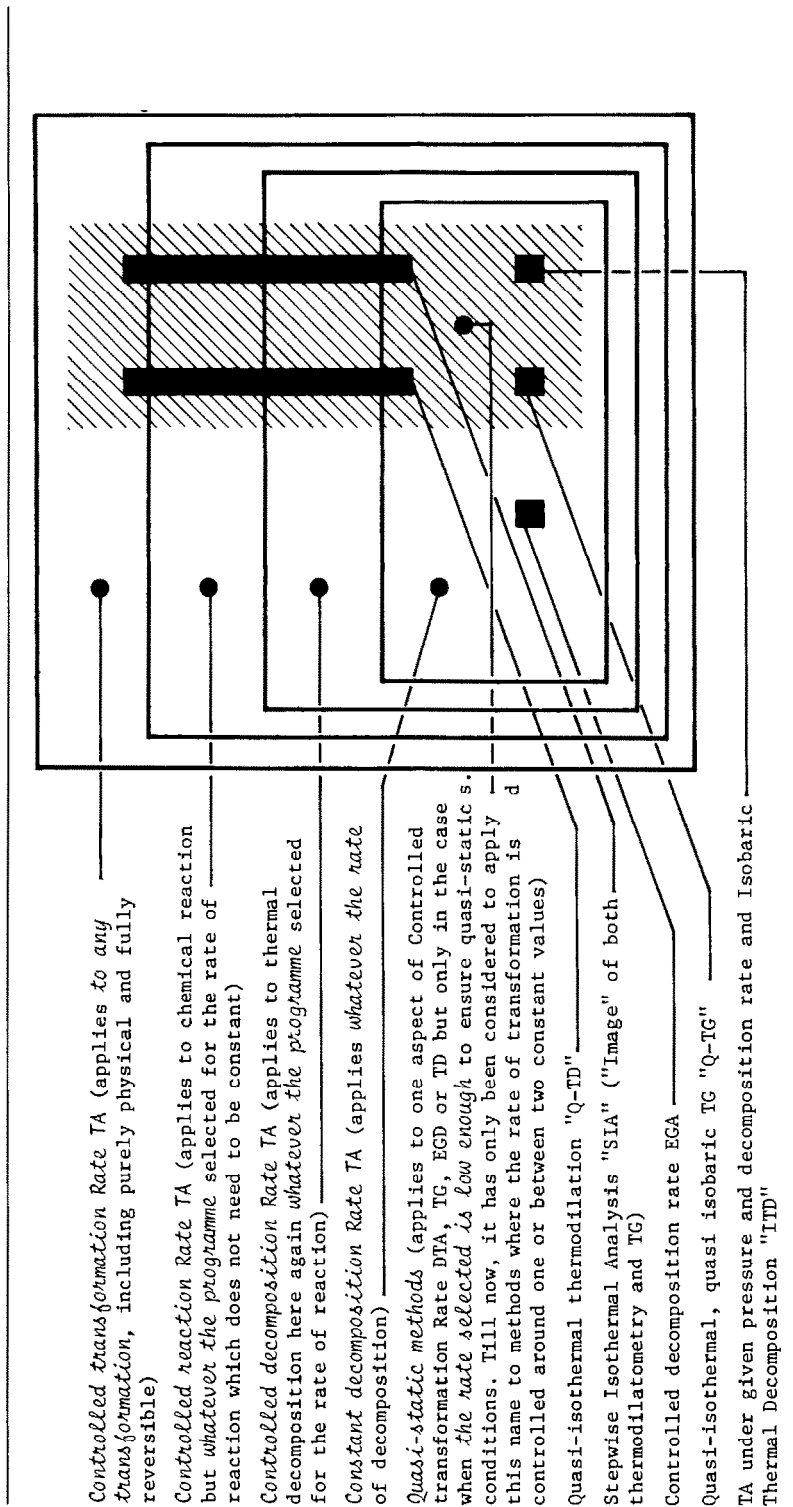 Controlled transformation Rate TA (applies to any
transformation, including purely physical and fully
reversible)
Controlled reaction Rate TA (applies to chemical reaction
but whatever the programme selected for the rate of
reaction which does not need to be constant)
Controlled decomposition Rate TA (applies to thermal
decomposition here again whatever the programme selected
for the rate of reaction)
Constant decomposition Rate TA (applies whatever the rate
of decomposition)
Quasi-static methods (applies to one aspect of Controlled
transformation Rate DTA, TG, EGD or TD but only in the case
when the rate selected is low enough to ensure quasi-static s.
conditions. Till now, it has only been considered to apply
this name to methods where the rate of transformation is d
controlled around one or between two constant values)
Quasi-isothermal thermodilation "Q-TD"
Stepwise Isothermal Analysis "SIA" ("Image" of both
thermodilatometry and TG)
Controlled decomposition rate EGA
Quasi-isothermal, quasi isobaric TG "Q-TG"
TA under given pressure and decomposition rate and Isobaric
Thermal Decomposition "ITD"